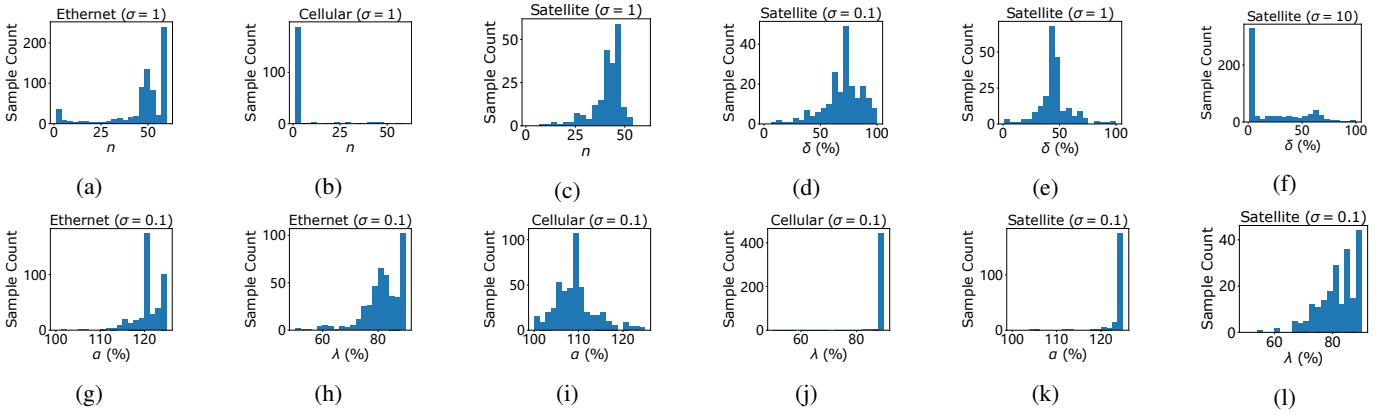 Ethernet (σ = 1)
Sample Count
200
100
0
0
50
n
(a)
Cellular (σ = 1)
Sample Count
100
0
0
25
50
n
(b)
Satellite (σ = 1)
Sample Count
50
25
0
0
25
50
n
(c)
Satellite (σ = 0.1)
Sample Count
40
20
0
0
50
100
δ (%)
(d)
Satellite (σ = 1)
Sample Count
50
25
0
0
50
100
δ (%)
(e)
Satellite (σ = 10)
Sample Count
200
0
0
50
100
δ (%)
(f)
Ethernet (σ = 0.1)
Sample Count
100
0
100
120
α (%)
(g)
Ethernet (σ = 0.1)
Sample Count
100
50
0
60
80
λ (%)
(h)
Cellular (σ = 0.1)
Sample Count
100
50
0
100
110
120
α (%)
(i)
Cellular (σ = 0.1)
Sample Count
400
200
0
60
80
λ (%)
(j)
Satellite (σ = 0.1)
Sample Count
100
0
100
110
120
α (%)
(k)
Satellite (σ = 0.1)
Sample Count
40
20
0
60
80
λ (%)
(l)